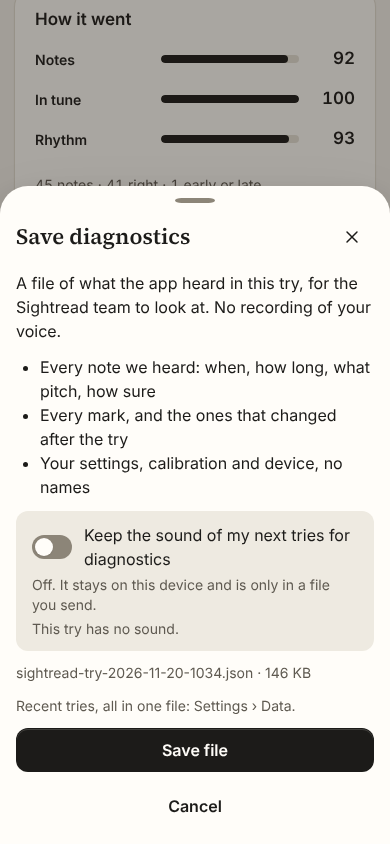 How it went
Notes 92
In tune 100
Rhythm 93
45 notes · 41 right · 1 early or late
Save diagnostics
A file of what the app heard in this try, for the
Sightread team to look at. No recording of your
voice.
• Every note we heard: when, how long, what
pitch, how sure
• Every mark, and the ones that changed
after the try
• Your settings, calibration and device, no
names
Keep the sound of my next tries for
diagnostics
Off. It stays on this device and is only in a file
you send.
This try has no sound.
sightread-try-2026-11-20-1034.json · 146 KB
Recent tries, all in one file: Settings › Data.
Save file
Cancel